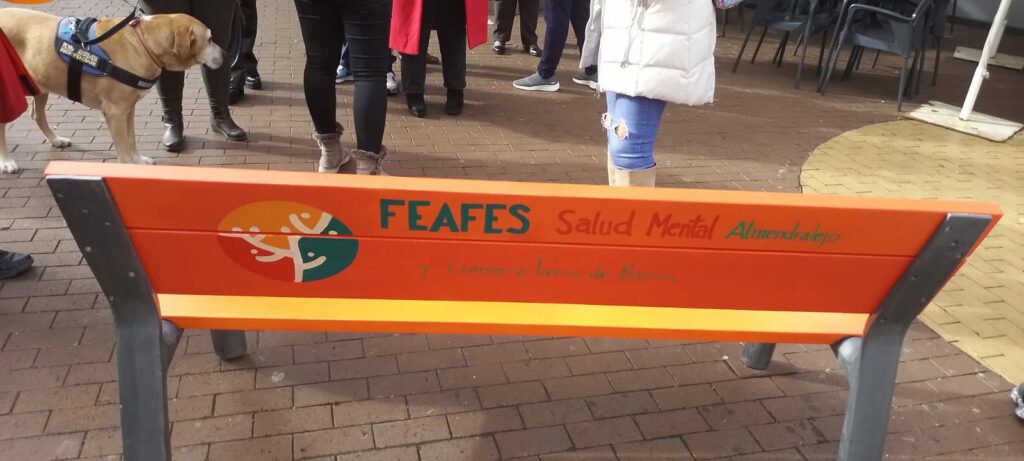 FEAFES Salud Mental Almendralejo
y Comarca Tierra de Barros